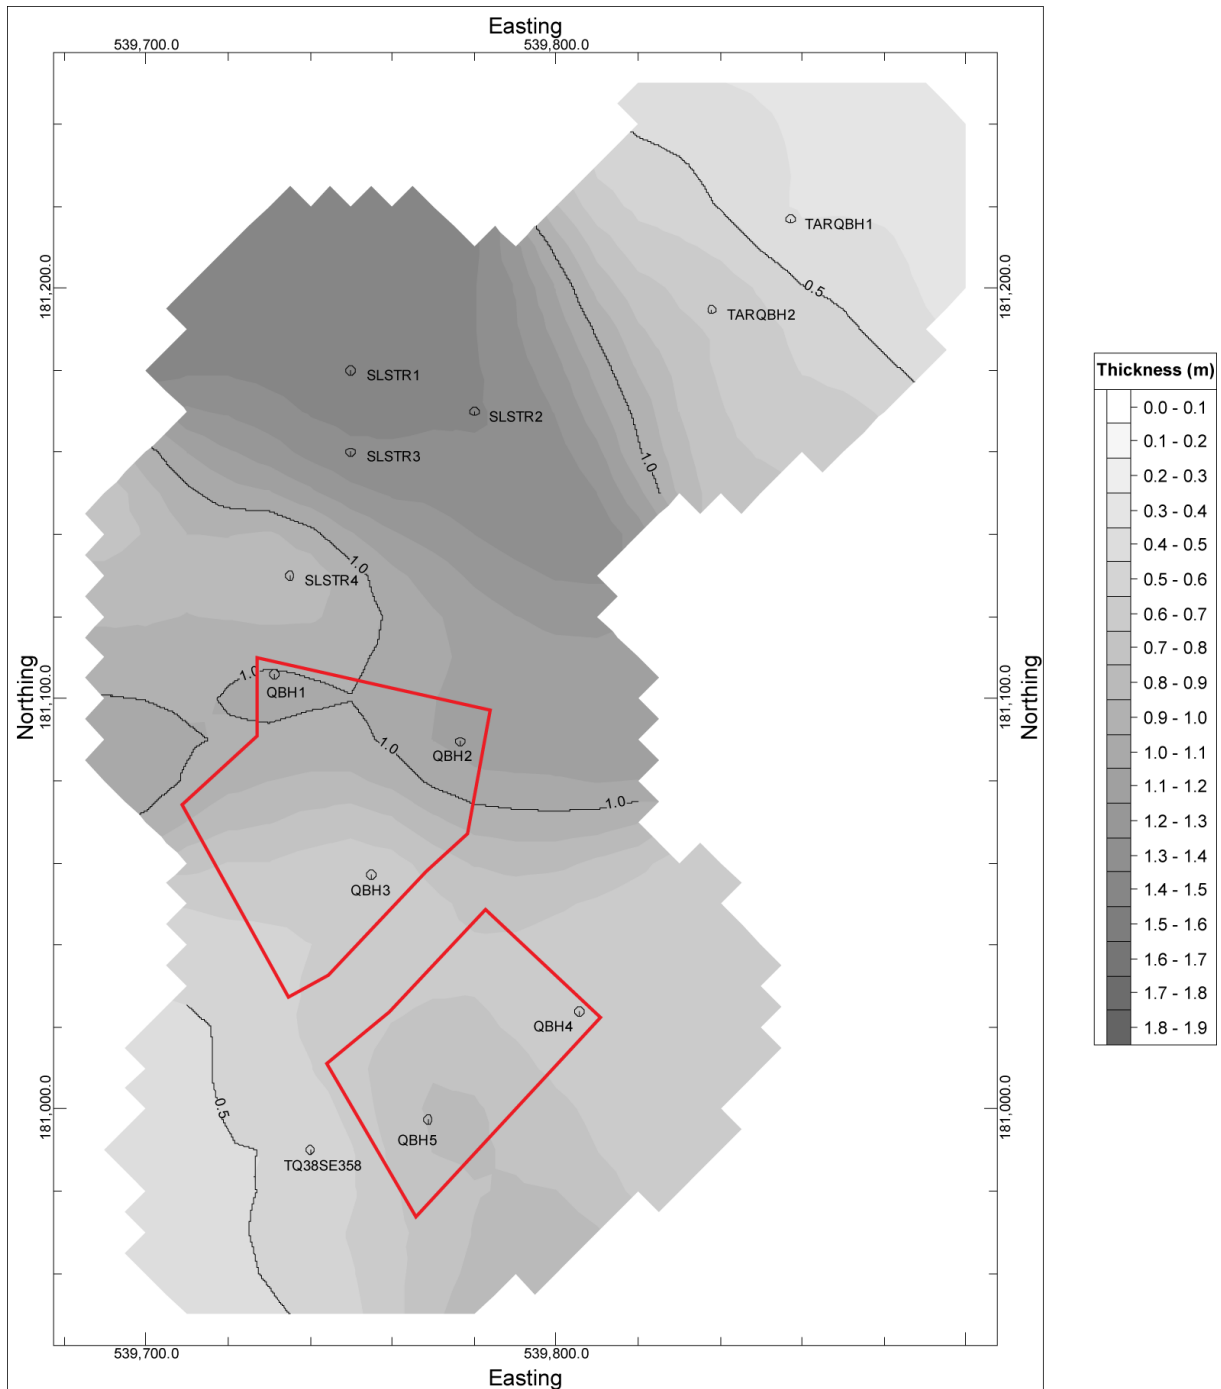 Easting
539,700.0
539,800.0
TARQBH1
181,200.0
181,200.0
0.5
TARQBH2
SLSTR1
SLSTR2
SLSTR3
1.0
1.0
SLSTR4
1.0
QBH1
Northing
181,100.0
181,100.0
Northing
1.0
QBH2
1.0
QBH3
QBH4
0.5
181,000.0
181,000.0
QBH5
TQ38SE358
539,700.0
539,800.0
Easting
Thickness (m)
0.0 - 0.1
0.1 - 0.2
0.2 - 0.3
0.3 - 0.4
0.4 - 0.5
0.5 - 0.6
0.6 - 0.7
0.7 - 0.8
0.8 - 0.9
0.9 - 1.0
1.0 - 1.1
1.1 - 1.2
1.2 - 1.3
1.3 - 1.4
1.4 - 1.5
1.5 - 1.6
1.6 - 1.7
1.7 - 1.8
1.8 - 1.9